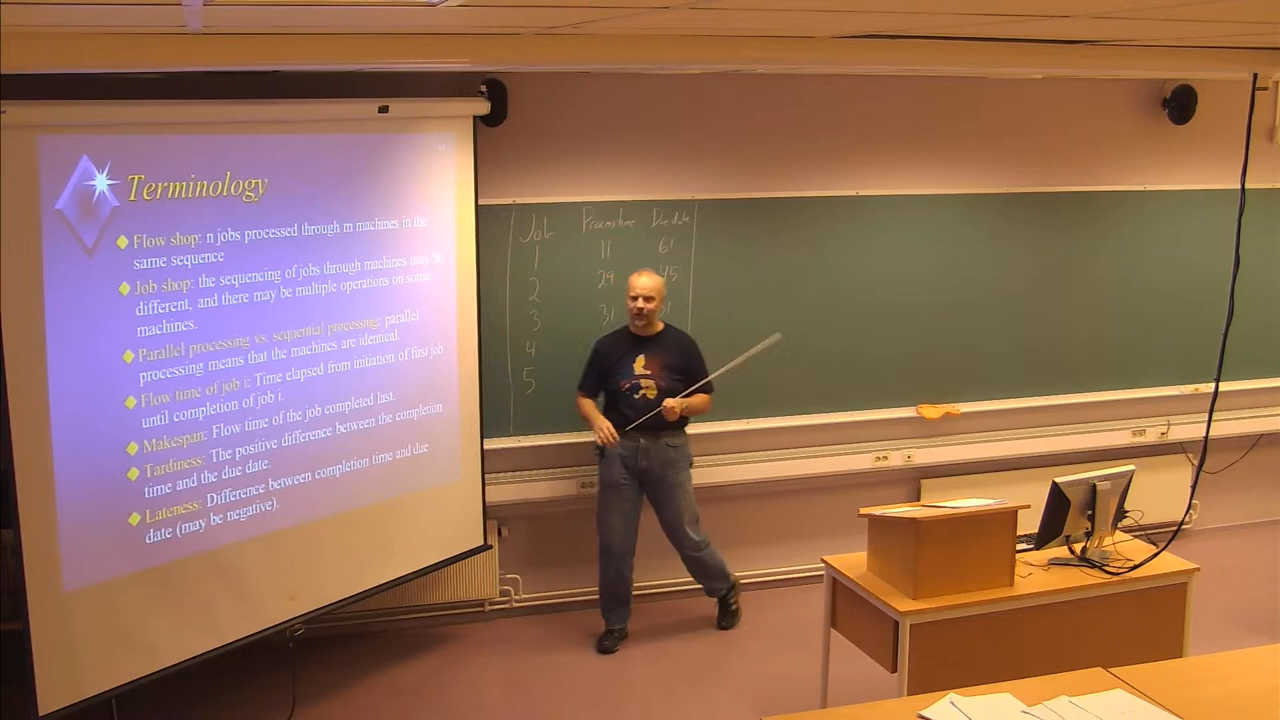 Terminology
Flow shop: n jobs processed through m machines in the
same sequence
Job shop: the sequencing of jobs through machines may be
different, and there may be multiple operations on some
machines.
Parallel processing vs. sequential processing: parallel
processing means that the machines are identical.
Flow time of job i: Time elapsed from initiation of first job
until completion of job i.
Makespan: Flow time of the job completed last.
Tardiness: The positive difference between the completion
time and the due date.
Lateness: Difference between completion time and due
date (may be negative).
Job Due date
1 11 61
2 29 45
3 31
4
5